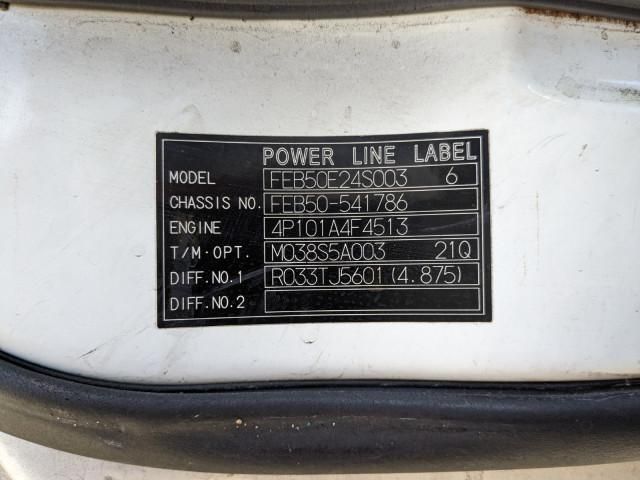 POWER LINE LABEL
MODEL FEB50E24S003 6
CHASSIS NO. FEB50-541786
ENGINE 4P101A4F4513
T/M·OPT. M038S5A003 21Q
DIFF.NO.1 R033TJ5601(4.875)
DIFF.NO.2